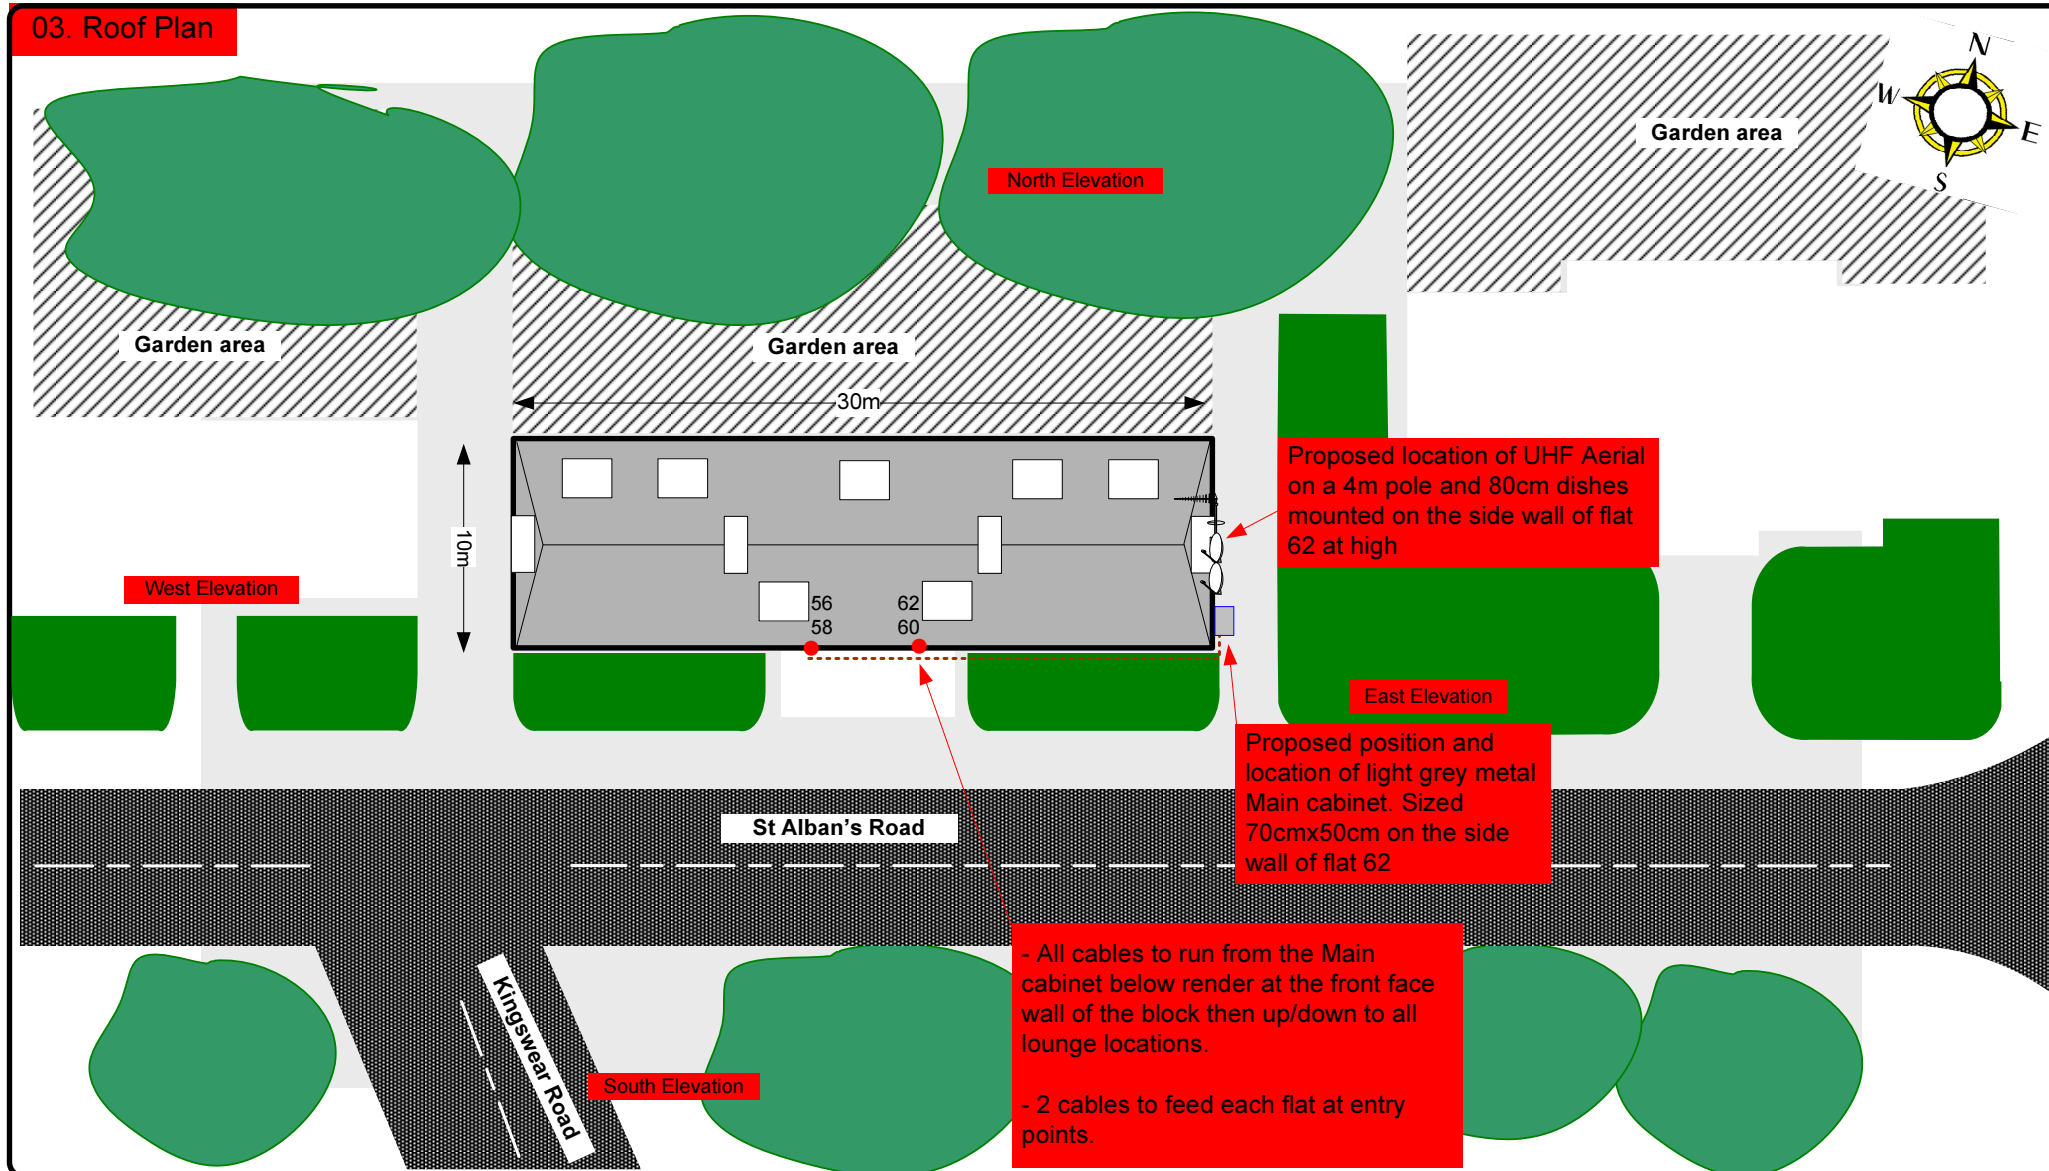 03. Roof Plan
N
W
E
S
Garden area
North Elevation
Garden area
Garden area
30m
10m
Proposed location of UHF Aerial
on a 4m pole and 80cm dishes
mounted on the side wall of flat
62 at high
West Elevation
56
58
62
60
East Elevation
Proposed position and
location of light grey metal
Main cabinet. Sized
70cmx50cm on the side
wall of flat 62
St Alban’s Road
- All cables to run from the Main
cabinet below render at the front face
wall of the block then up/down to all
lounge locations.
- 2 cables to feed each flat at entry
points.
Kingswear Road
South Elevation